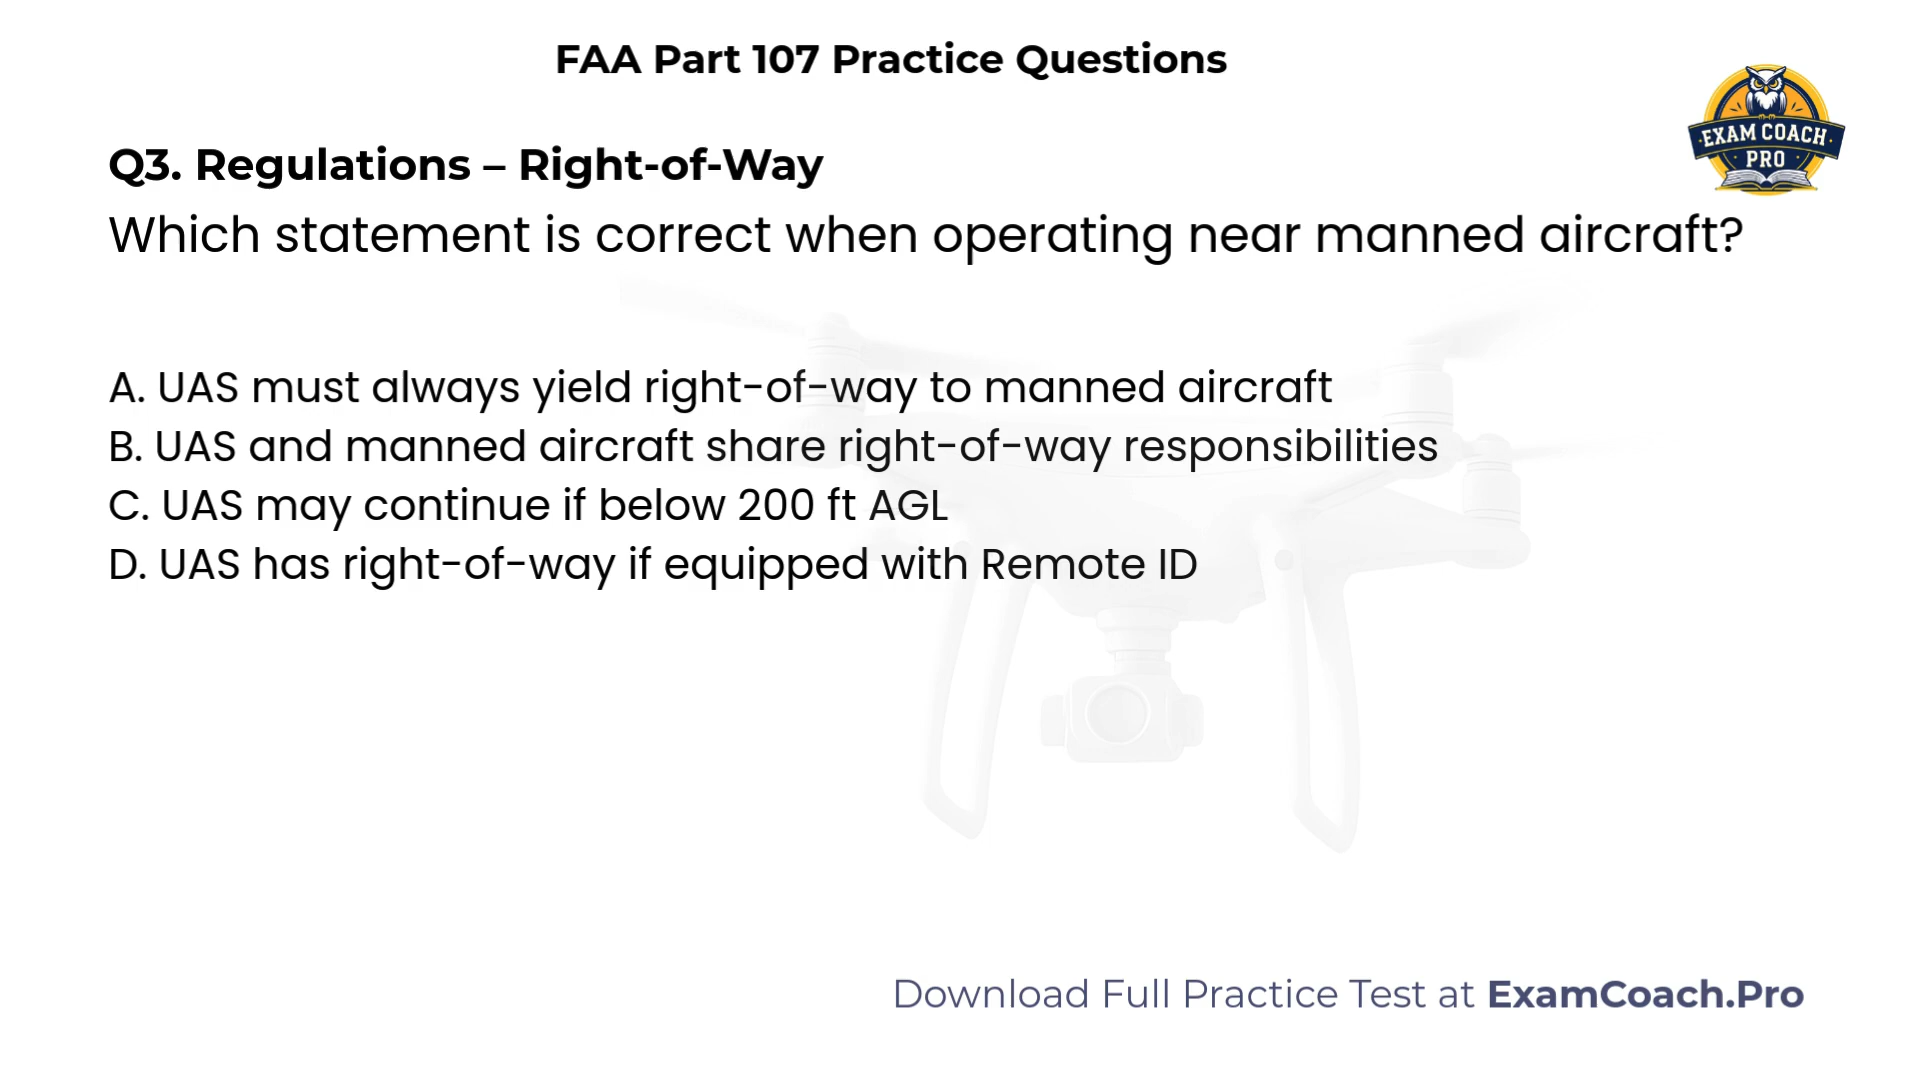 FAA Part 107 Practice Questions
EXAM COACH
PRO
Q3. Regulations – Right-of-Way
Which statement is correct when operating near manned aircraft?
A. UAS must always yield right-of-way to manned aircraft
B. UAS and manned aircraft share right-of-way responsibilities
C. UAS may continue if below 200 ft AGL
D. UAS has right-of-way if equipped with Remote ID
Download Full Practice Test at ExamCoach.Pro